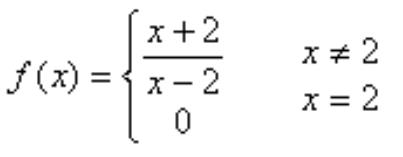 f(x) = { (x + 2)/(x − 2)    x ≠ 2
0    x = 2